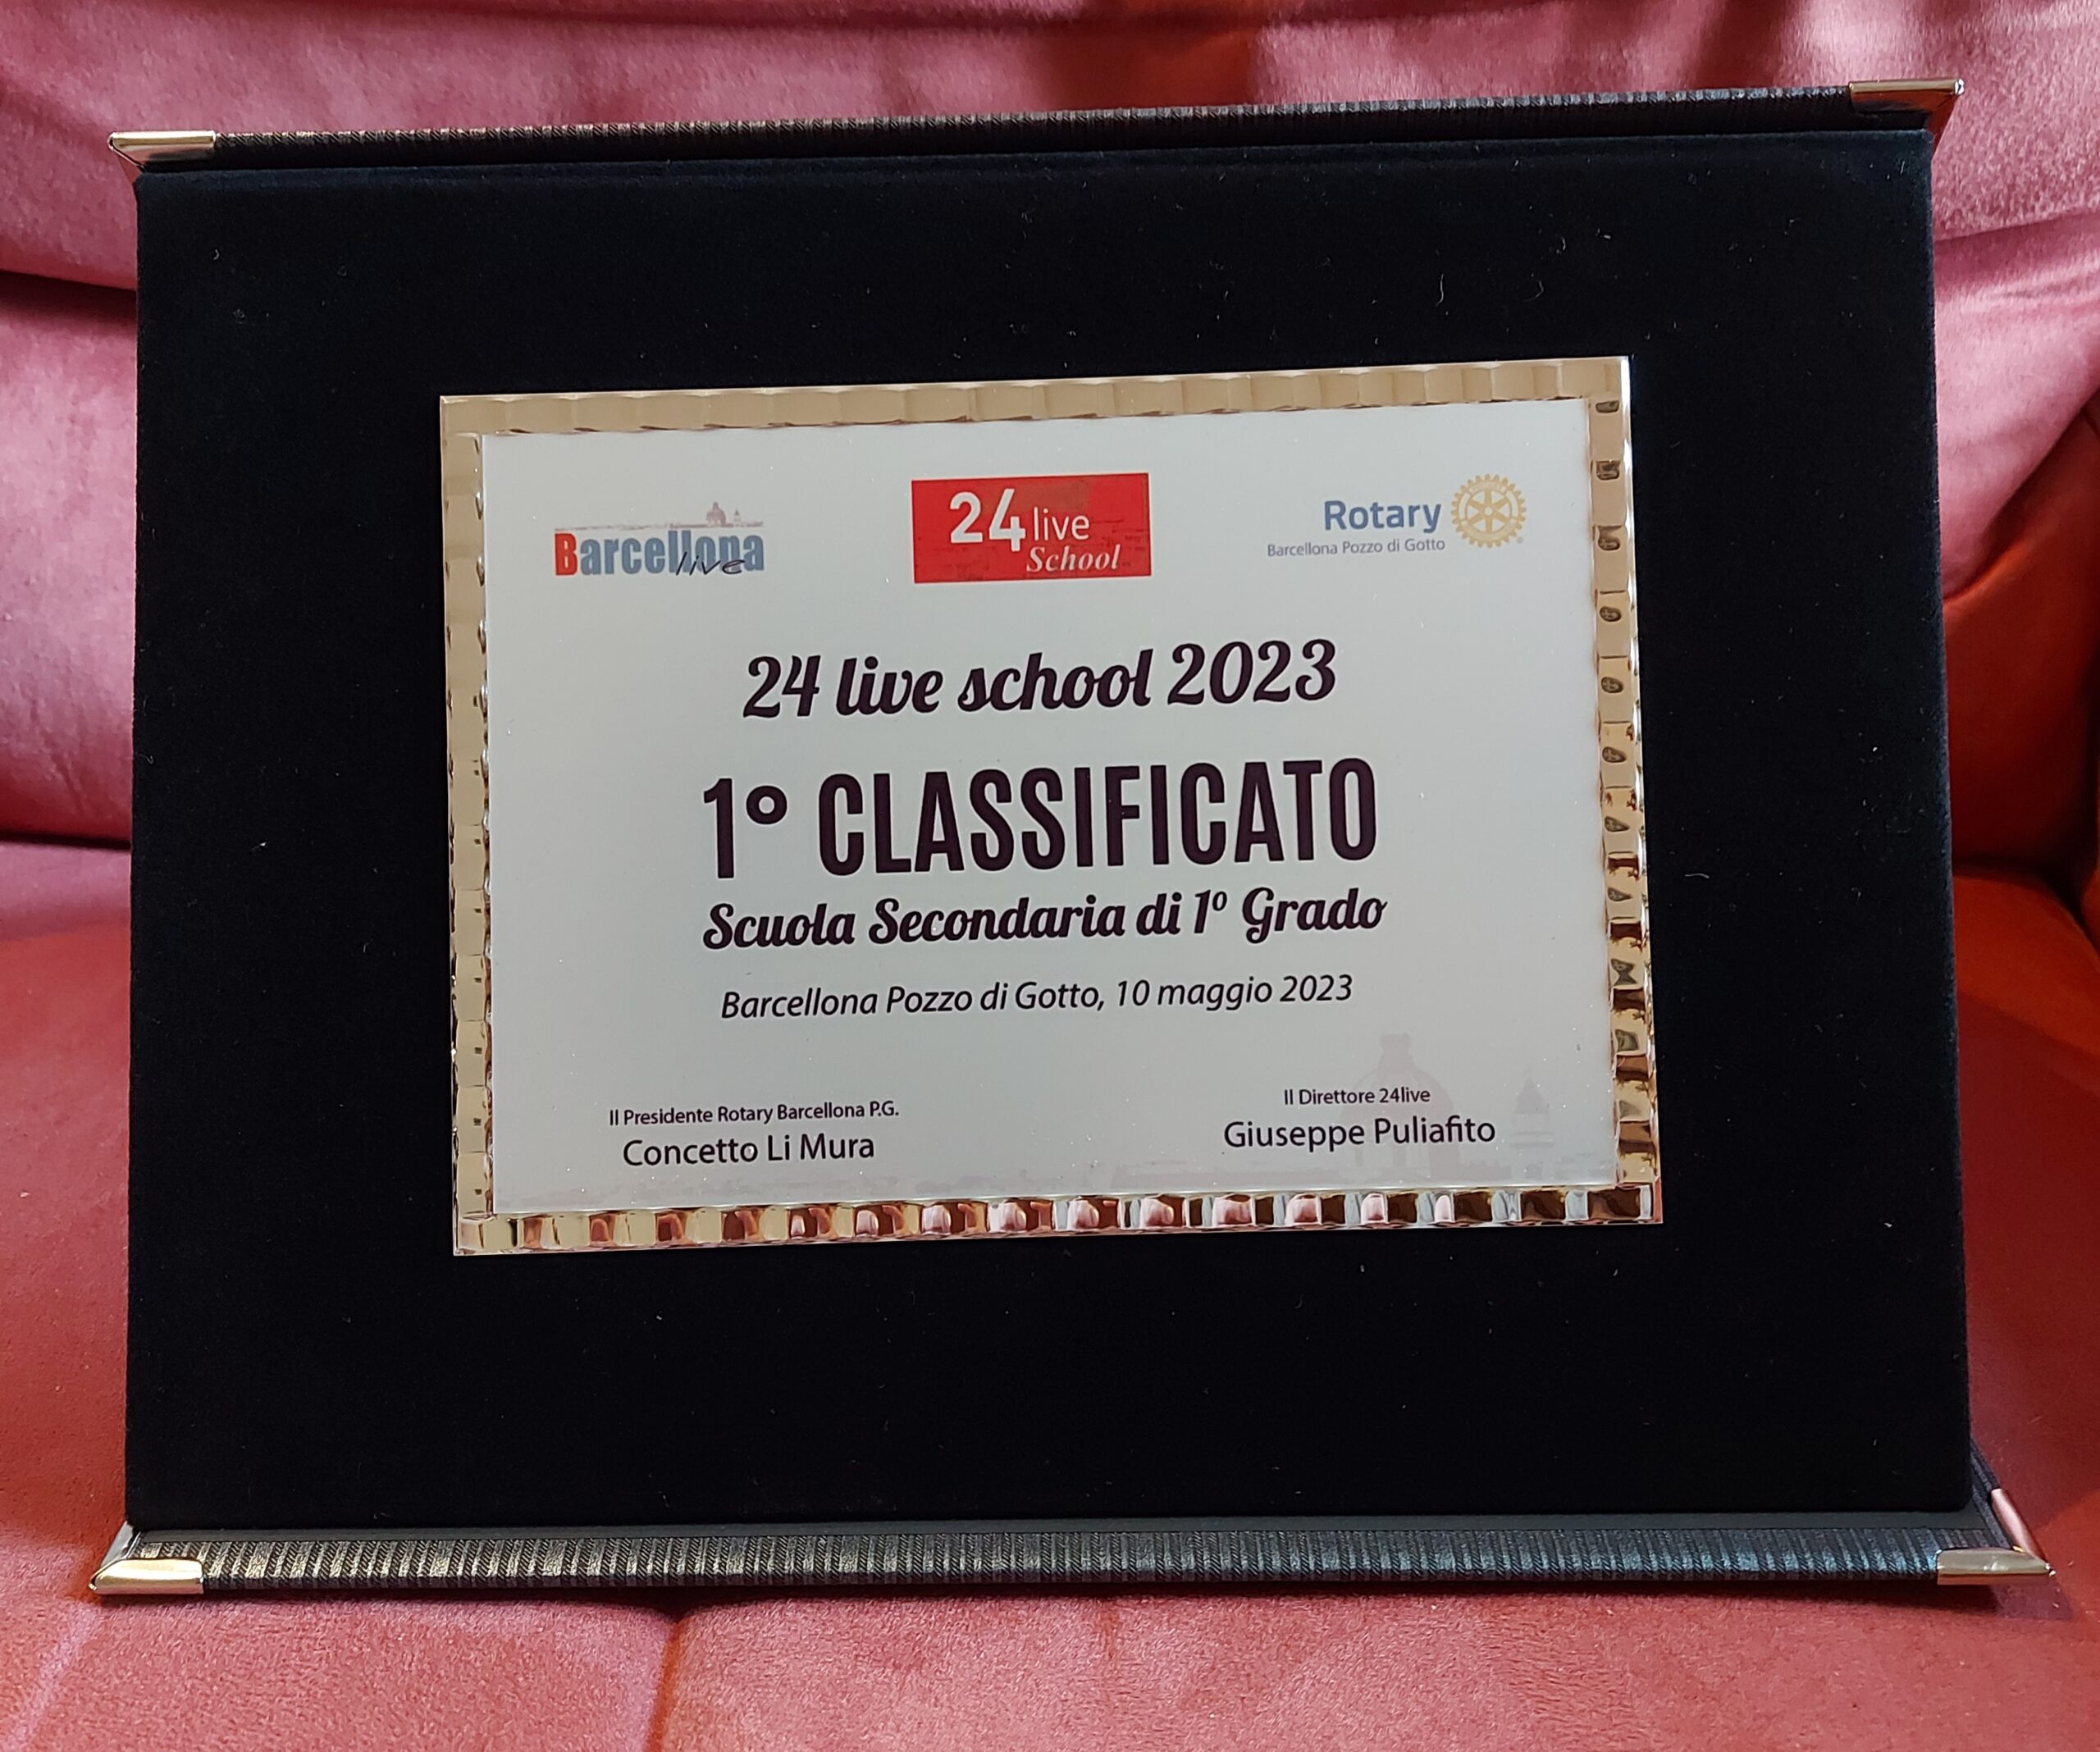 Barcellona
live
24 live
School
Rotary
Barcellona Pozzo di Gotto
24 live school 2023
1° CLASSIFICATO
Scuola Secondaria di 1° Grado
Barcellona Pozzo di Gotto, 10 maggio 2023
Il Presidente Rotary Barcellona P.G.
Concetto Li Mura
Il Direttore 24live
Giuseppe Puliafito